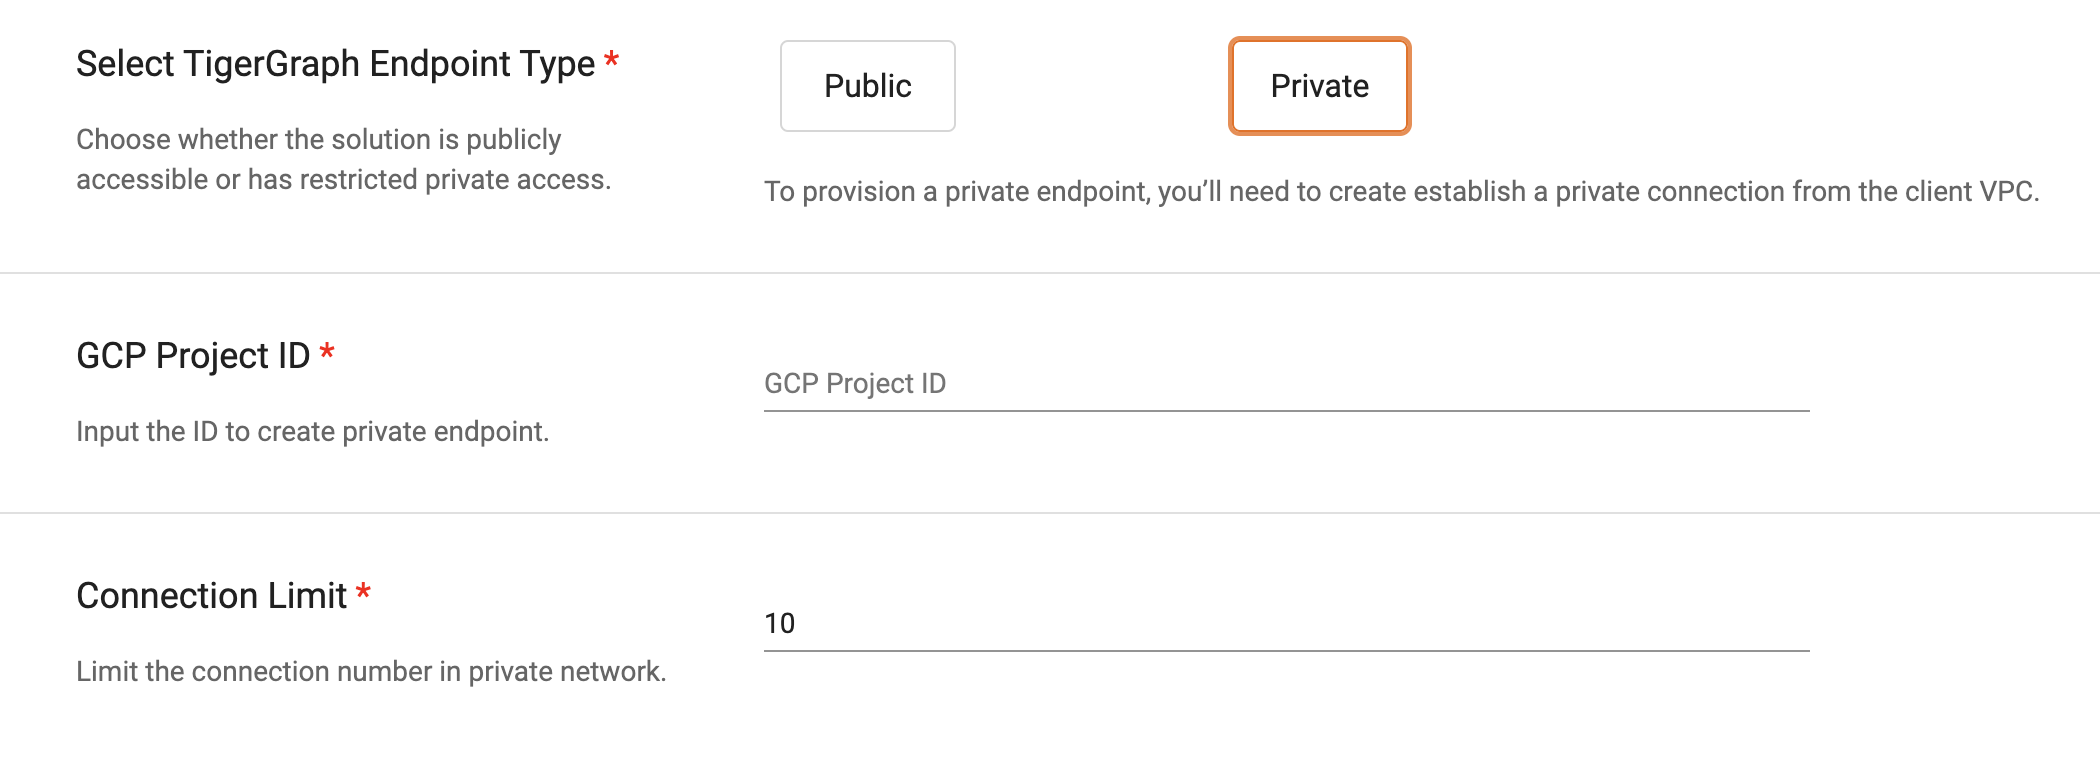 Select TigerGraph Endpoint Type *
Public
Private
Choose whether the solution is publicly
accessible or has restricted private access.
To provision a private endpoint, you’ll need to create establish a private connection from the client VPC.
GCP Project ID *
GCP Project ID
Input the ID to create private endpoint.
Connection Limit *
10
Limit the connection number in private network.